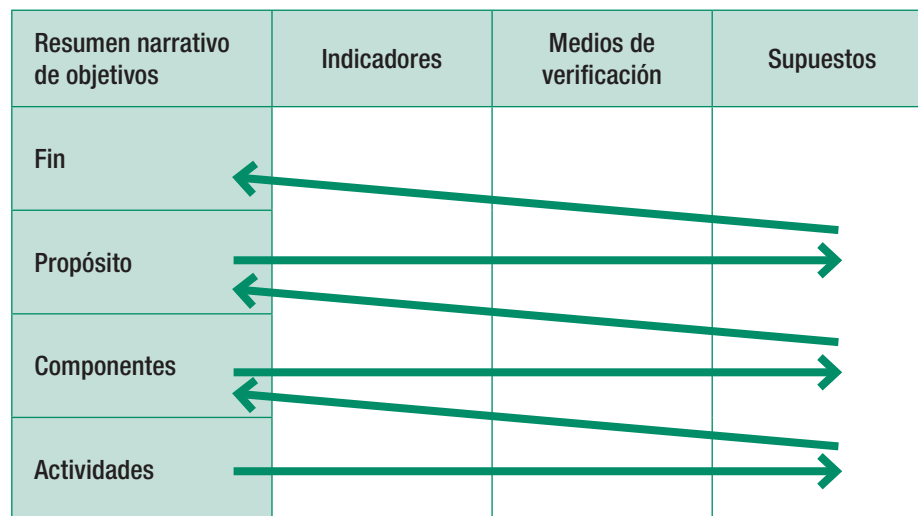 Resumen narrativo
de objetivos
Indicadores
Medios de
verificación
Supuestos
Fin
Propósito
Componentes
Actividades